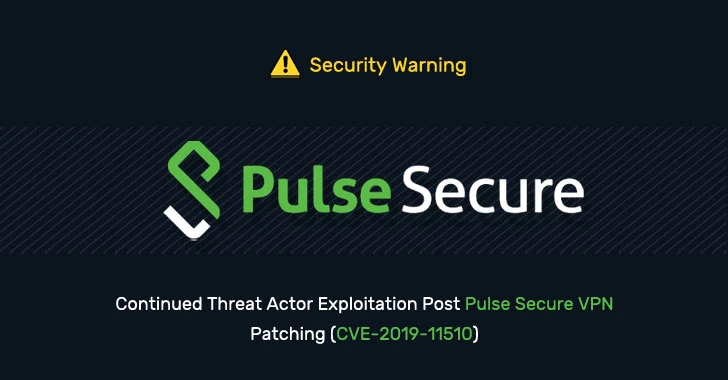 Security Warning
Pulse Secure
Continued Threat Actor Exploitation Post Pulse Secure VPN
Patching (CVE-2019-11510)